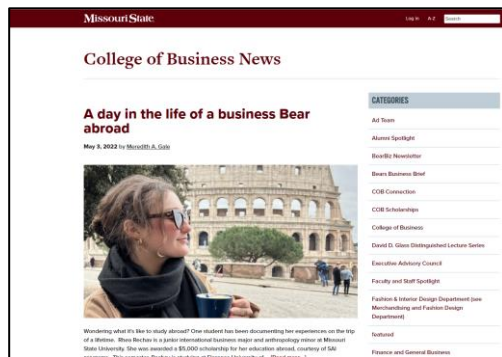 Missouri State
Log In A-Z Search
College of Business News
A day in the life of a business Bear
abroad
May 3, 2022 by Meredith A. Gale
Wondering what it's like to study abroad? One student has been documenting her experiences on the trip
of a lifetime. Rhea Rechas is a junior international business major and anthropology minor at Missouri
State University. She was awarded a $5,000 scholarship for her education abroad, courtesy of SAI
CATEGORIES
Ad Team
Alumni Spotlight
BearBiz Newsletter
Bears Business Brief
COB Connection
COB Scholarships
College of Business
David D. Glass Distinguished Lecture Series
Executive Advisory Council
Faculty and Staff Spotlight
Fashion & Interior Design Department (see
Merchandising and Fashion Design
Department)
featured
Finance and General Business